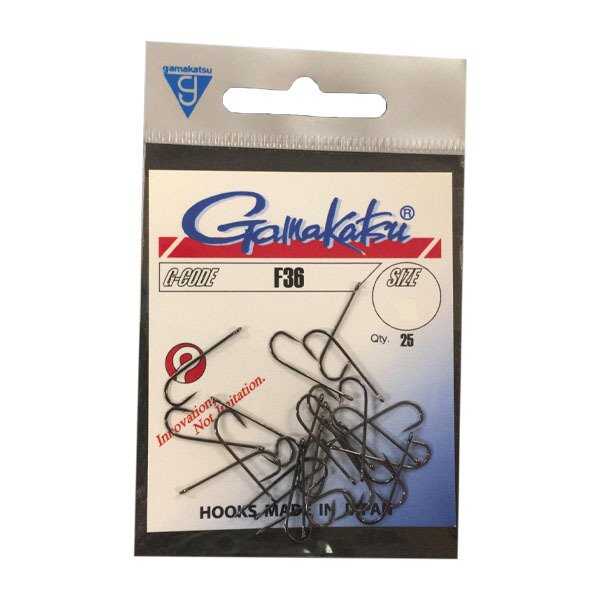 gamakatsu
Gamakatsu®
G-CODE F36 SIZE
Qty. 25
Innovation.
Not Imitation.
HOOKS MADE IN JAPAN